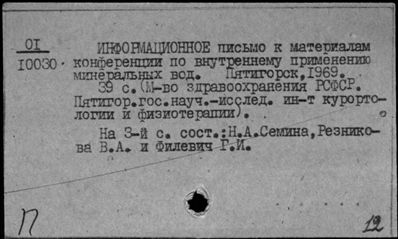 01
10030·
ИНФОРМАЦИОННОЕ письмо к материалам
конференции по внутреннему применению
минеральных вод. Пятигорск,1969.
39 с.(М-во здравоохранения РСФСР.
Пятигор.гос.науч.-исслед. ин-т курорто-
логии и физиотерапии).
На 3-й с. сост.:Н.А.Семина,Резнико-
ва В.А. и Филевич Г.И.
П
12